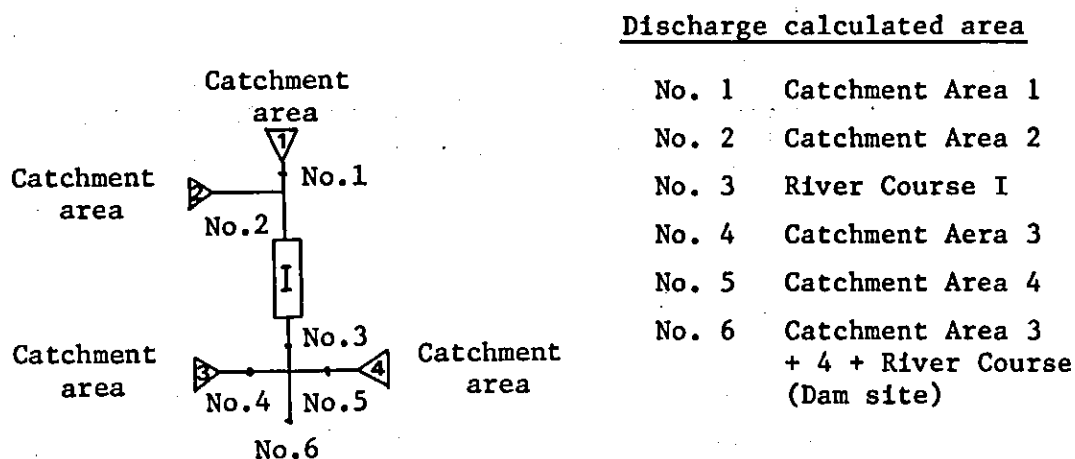 Discharge calculated area
No. 1 Catchment Area 1
No. 2 Catchment Area 2
No. 3 River Course I
No. 4 Catchment Aera 3
No. 5 Catchment Area 4
No. 6 Catchment Area 3
+ 4 + River Course
(Dam site)
Catchment
area
1
No.1
Catchment
area
2
No.2
I
No.3
Catchment
area
3
4
Catchment
area
No.4
No.5
No.6